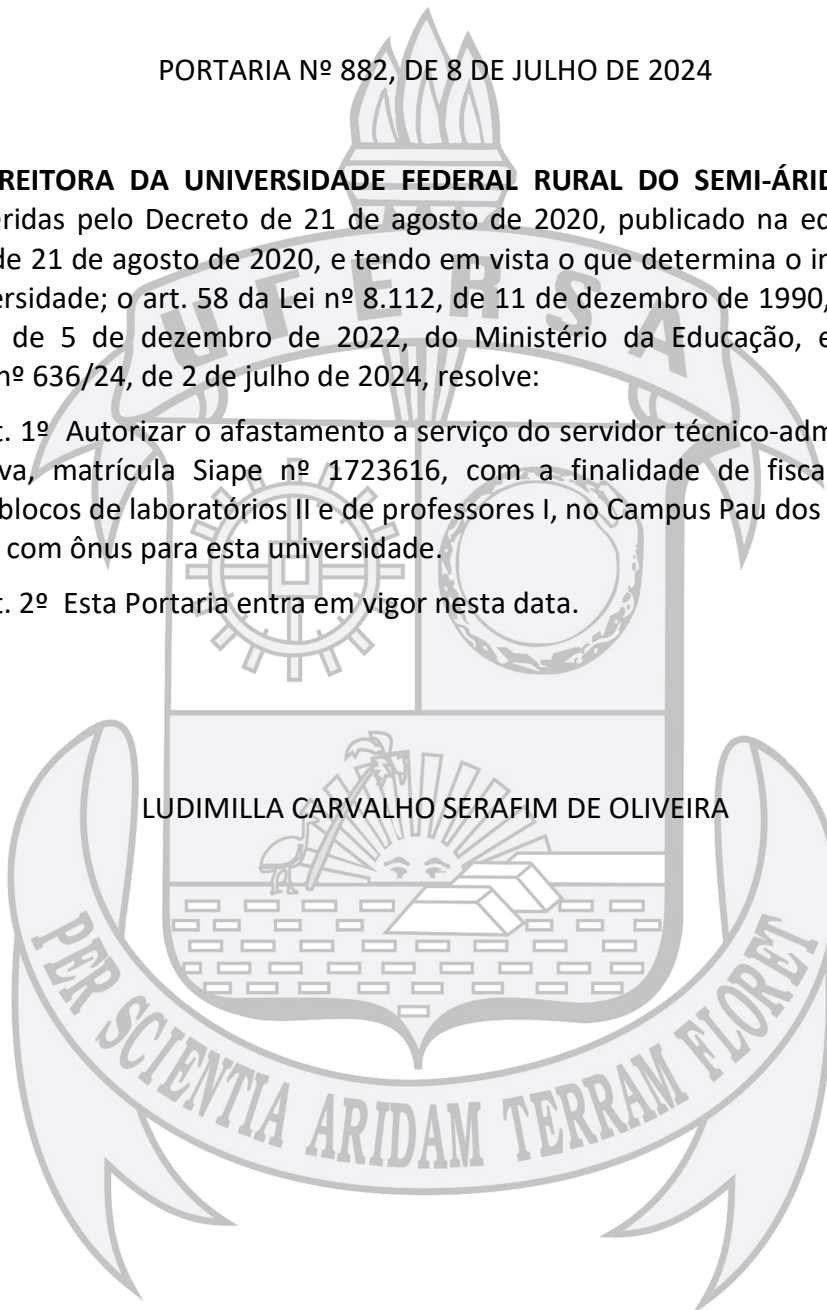 PORTARIA Nº 882, DE 8 DE JULHO DE 2024
REITORA DA UNIVERSIDADE FEDERAL RURAL DO SEMI-ÁRID
eridas pelo Decreto de 21 de agosto de 2020, publicado na ed
de 21 de agosto de 2020, e tendo em vista o que determina o in
ersidade; o art. 58 da Lei nº 8.112, de 11 de dezembro de 1990,
de 5 de dezembro de 2022, do Ministério da Educação, e
nº 636/24, de 2 de julho de 2024, resolve:
t. 1º Autorizar o afastamento a serviço do servidor técnico-adm
va, matrícula Siape nº 1723616, com a finalidade de fisca
blocos de laboratórios II e de professores I, no Campus Pau dos
com ônus para esta universidade.
t. 2º Esta Portaria entra em vigor nesta data.
LUDIMILLA CARVALHO SERAFIM DE OLIVEIRA
UFERSA
PER SCIENTIA ARIDAM TERRAM FLORET